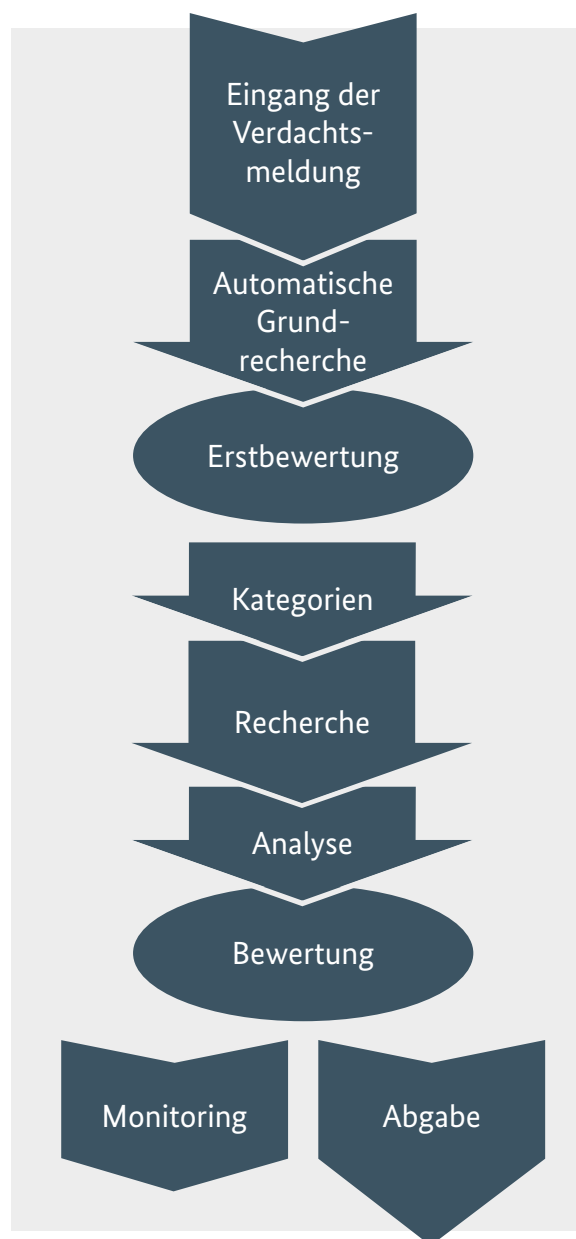 Eingang der
Verdachts-
meldung
Automatische
Grund-
recherche
Erstbewertung
Kategorien
Recherche
Analyse
Bewertung
Monitoring
Abgabe